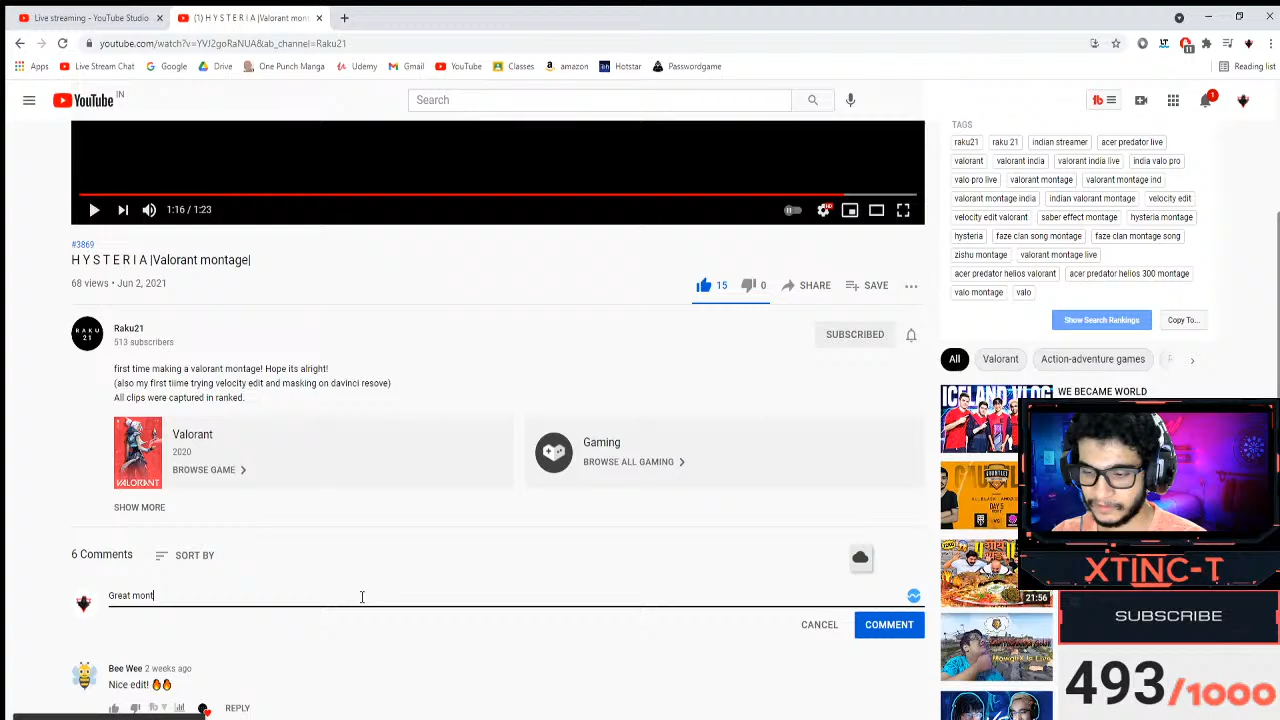 Live streaming - YouTube Studio
(1) H Y S T E R I A |Valorant mon
youtube.com/watch?v=YVJ2goRaNUA&ab_channel=Raku21
Apps
Live Stream Chat
Google
Drive
One Punch Manga
Udemy
Gmail
YouTube
Classes
amazon
Hotstar
Passwordgame
Reading list
YouTube IN
Search
1
1:16 / 1:23
#3869
H Y S T E R I A |Valorant montage|
68 views • Jun 2, 2021
15
0
SHARE
SAVE
RAKU
21
Raku21
513 subscribers
SUBSCRIBED
first time making a valorant montage! Hope its alright!
(also my first tiime trying velocity edit and masking on davinci resove)
All clips were captured in ranked.
VALORANT
Valorant
2020
BROWSE GAME
Gaming
BROWSE ALL GAMING
SHOW MORE
6 Comments
SORT BY
Great mont
CANCEL
COMMENT
Bee Wee 2 weeks ago
Nice edit! 🔥🔥
REPLY
TAGS
raku21 raku 21 indian streamer acer predator live
valorant valorant india valorant india live india valo pro
valo pro live valorant montage valorant montage ind
valorant montage india indian valorant montage velocity edit
velocity edit valorant saber effect montage hysteria montage
hysteria faze clan song montage faze clan montage song
zishu montage valorant montage live
acer predator helios valorant acer predator helios 300 montage
valo montage valo
Show Search Rankings
Copy To...
All
Valorant
Action-adventure games
ICELAND VLOG
WE BECAME WORLD
GAUNTLET
DAY 5
VS
21:56
XTINC-T
SUBSCRIBE
493/1000